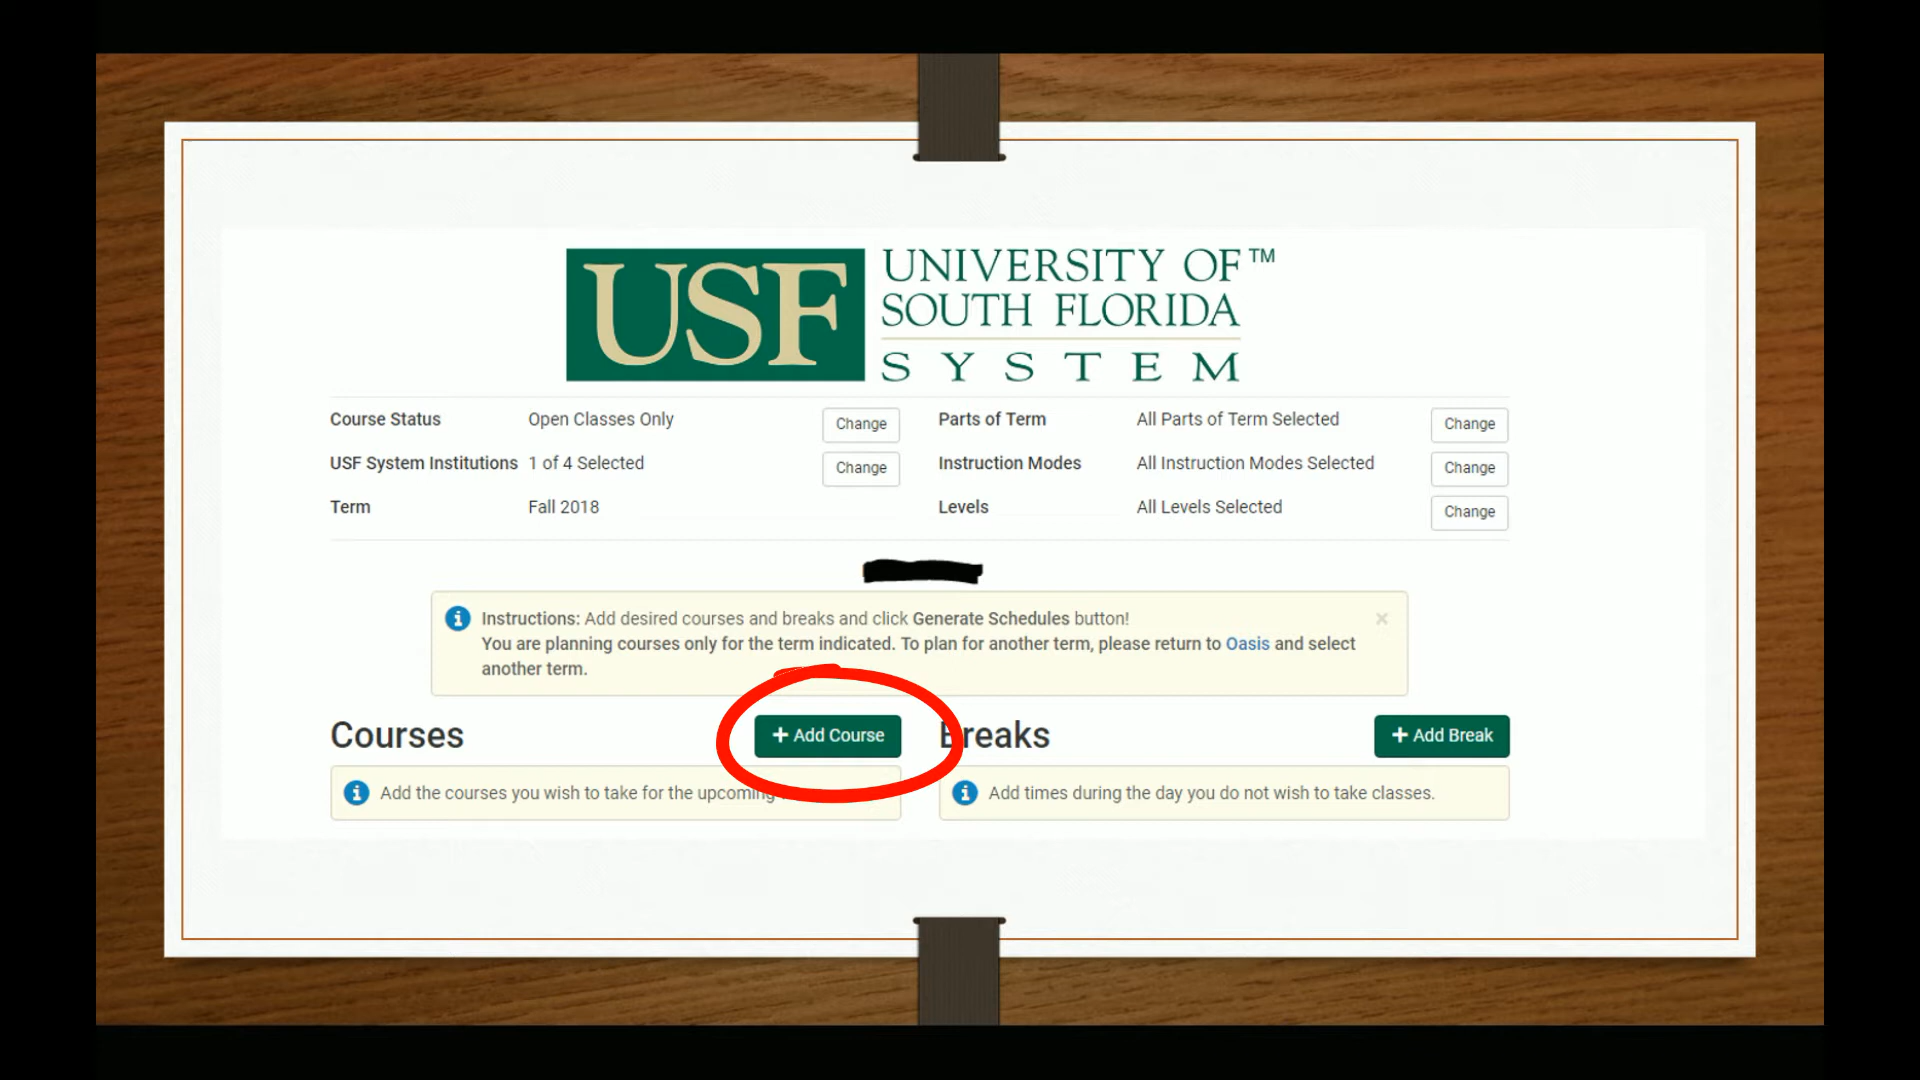 USF
UNIVERSITY OF™
SOUTH FLORIDA
SYSTEM
Course Status Open Classes Only Change Parts of Term All Parts of Term Selected Change
USF System Institutions 1 of 4 Selected Change Instruction Modes All Instruction Modes Selected Change
Term Fall 2018 Levels All Levels Selected Change
Instructions: Add desired courses and breaks and click Generate Schedules button!
You are planning courses only for the term indicated. To plan for another term, please return to Oasis and select
another term.
Courses + Add Course Breaks + Add Break
Add the courses you wish to take for the upcoming
Add times during the day you do not wish to take classes.